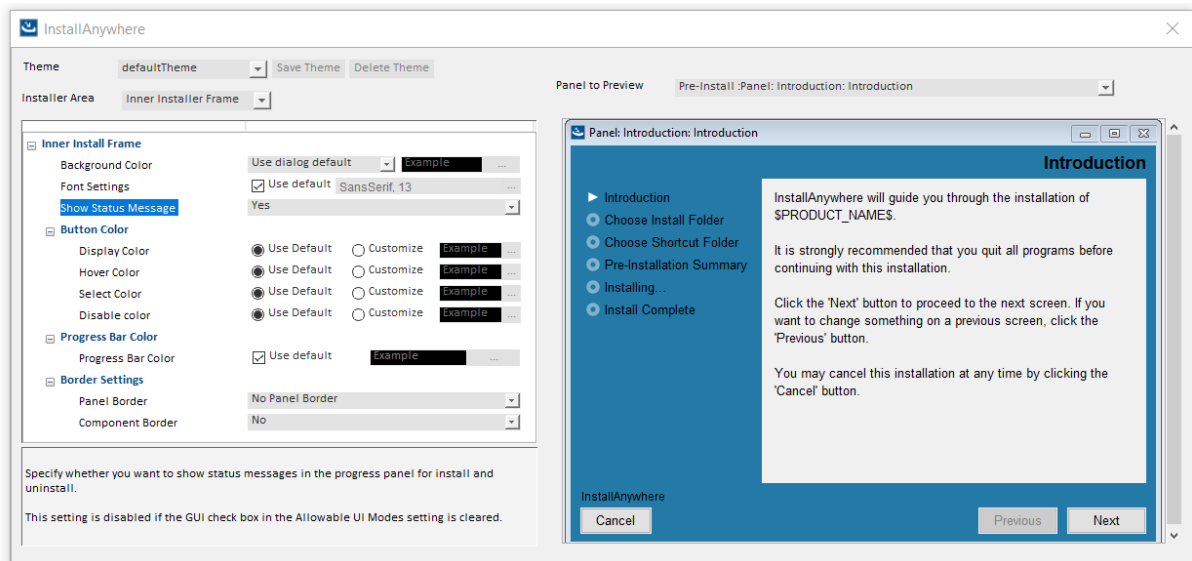 InstallAnywhere
Theme defaultTheme Save Theme Delete Theme
Installer Area Inner Installer Frame
Panel to Preview Pre-Install :Panel: Introduction: Introduction
Inner Install Frame
Background Color Use dialog default Example ...
Font Settings Use default SansSerif, 13 ...
Show Status Message Yes
Button Color
Display Color Use Default Customize Example ...
Hover Color Use Default Customize Example ...
Select Color Use Default Customize Example ...
Disable color Use Default Customize Example ...
Progress Bar Color
Progress Bar Color Use default Example ...
Border Settings
Panel Border No Panel Border
Component Border No
Specify whether you want to show status messages in the progress panel for install and
uninstall.
This setting is disabled if the GUI check box in the Allowable UI Modes setting is cleared.
Panel: Introduction: Introduction
Introduction
Introduction
Choose Install Folder
Choose Shortcut Folder
Pre-Installation Summary
Installing...
Install Complete
InstallAnywhere will guide you through the installation of
$PRODUCT_NAME$.
It is strongly recommended that you quit all programs before
continuing with this installation.
Click the 'Next' button to proceed to the next screen. If you
want to change something on a previous screen, click the
'Previous' button.
You may cancel this installation at any time by clicking the
'Cancel' button.
InstallAnywhere
Cancel Previous Next